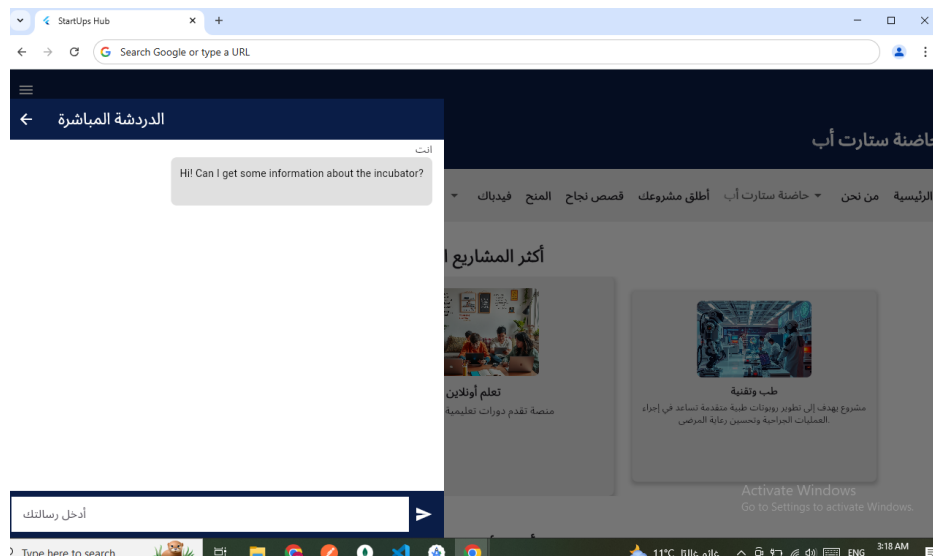 StartUps Hub
Search Google or type a URL
الدردشة المباشرة
انت
Hi! Can I get some information about the incubator?
أدخل رسالتك
حاضنة ستارت أب
الرئيسية من نحن حاضنة ستارت أب أطلق مشروعك قصص نجاح المنح فيدباك
أكثر المشاريع
تعلم أونلاين
منصة تقدم دورات تعليمية
طب وتقنية
مشروع يهدف إلى تطوير روبوتات طبية متقدمة تساعد في إجراء
العمليات الجراحية وتحسين رعاية المرضى.
Activate Windows
Go to Settings to activate Windows.
Type here to search
11°C غائم غالبًا
ENG
3:18 AM